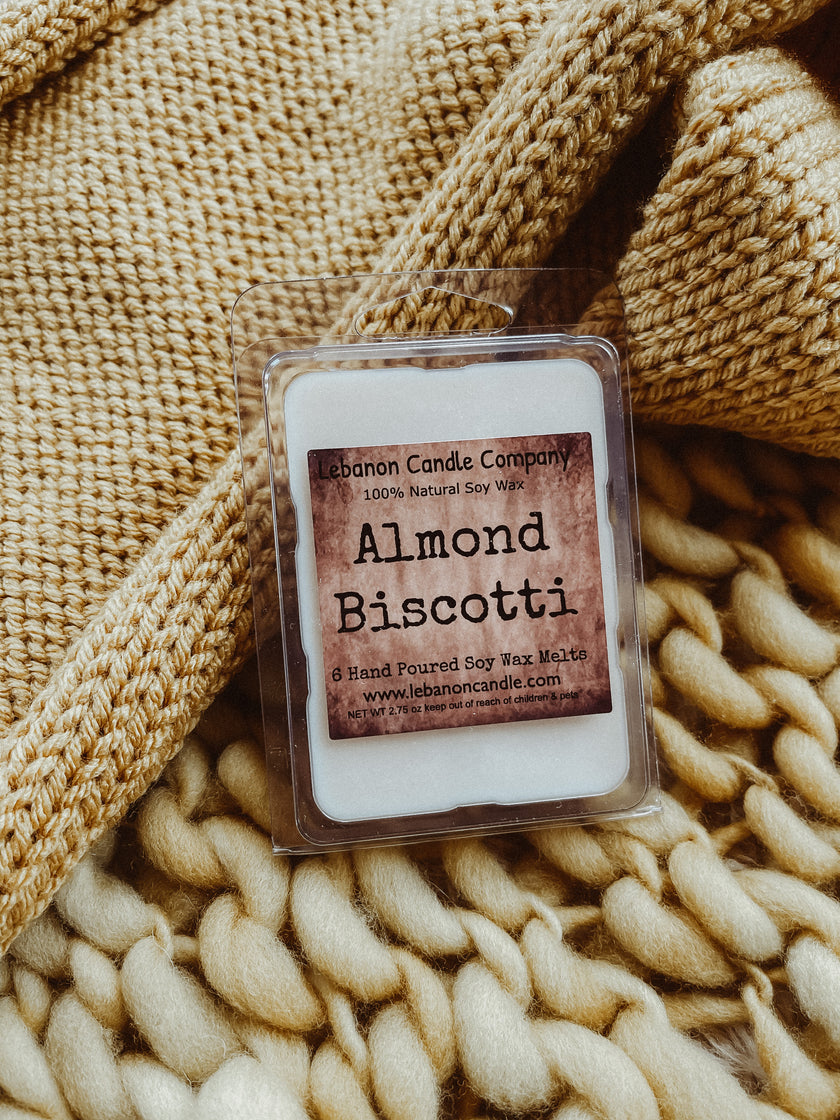 Lebanon Candle Company
100% Natural Soy Wax
Almond
Biscotti
6 Hand Poured Soy Wax Melts
www.lebanoncandle.com
NET WT 2.75 oz keep out of reach of children & pets